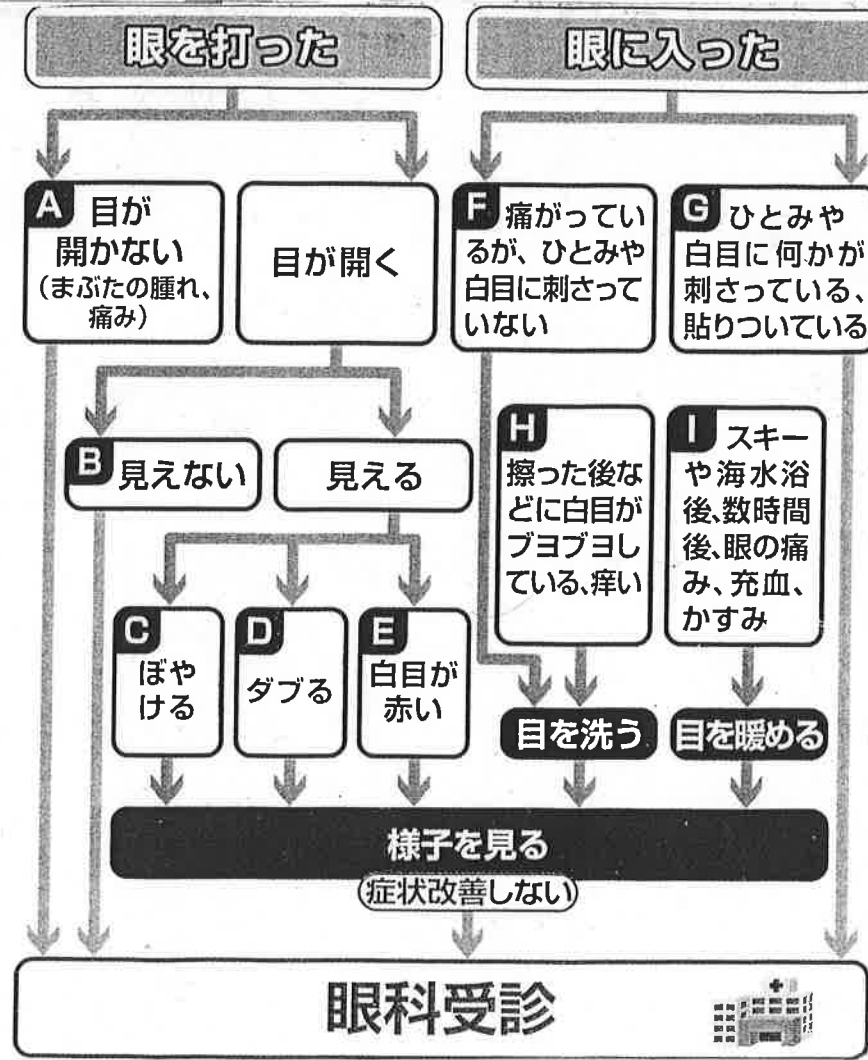 眼を打った
眼に入った
A 目が
開かない
(まぶたの腫れ、
痛み)
目が開く
F 痛がってい
るが、ひとみや
白目に刺さって
いない
G ひとみや
白目に何かが
刺さっている、
貼りついている
B 見えない
見える
H
擦った後な
どに白目が
ブヨブヨし
ている、痒い
I スキー
や海水浴
後、数時間
後、眼の痛
み、充血、
かすみ
C
ぼや
ける
D
ダブる
E
白目が
赤い
目を洗う
目を暖める
様子を見る
(症状改善しない)
眼科受診